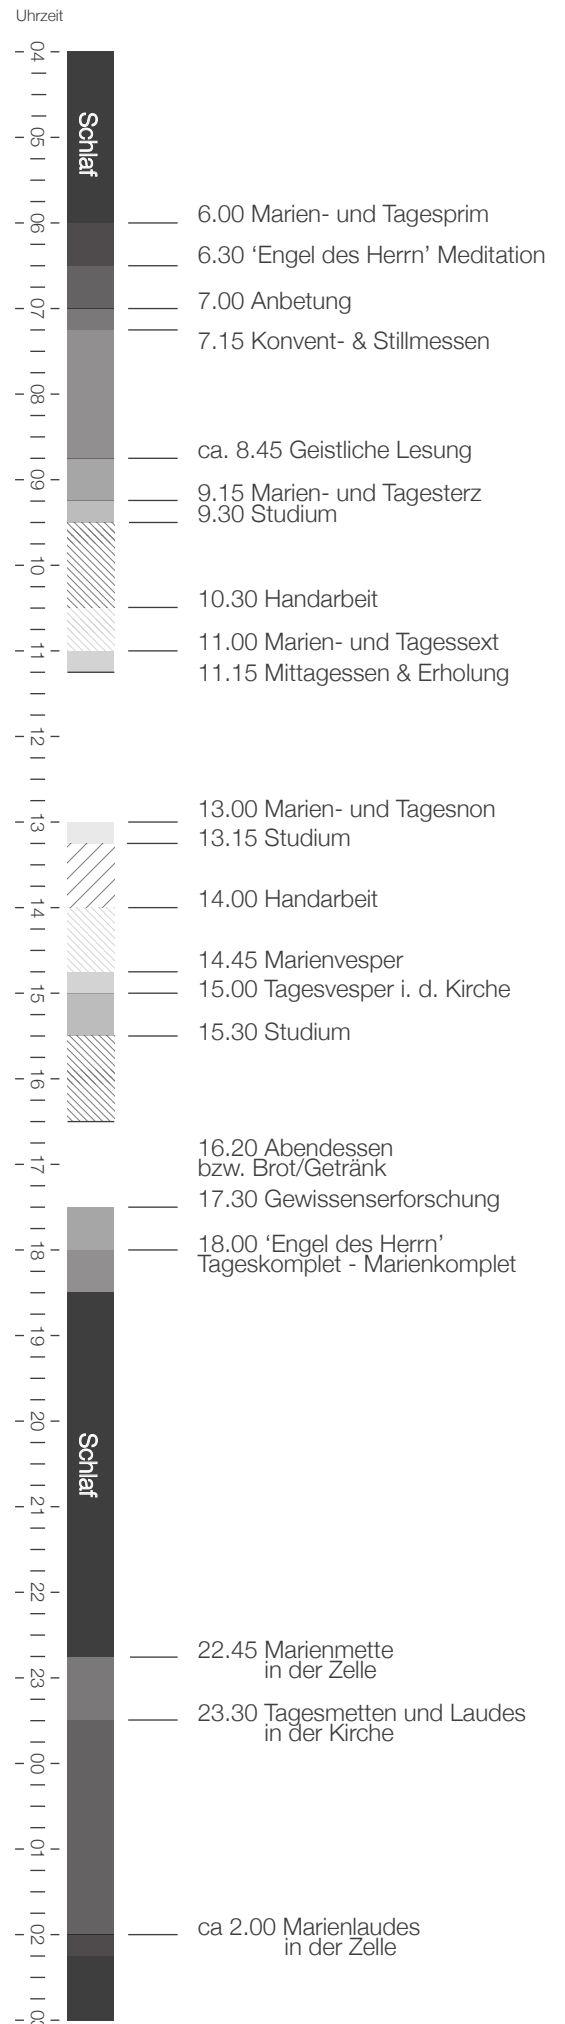 Uhrzeit
04
Schlaf
05
06
6.00 Marien- und Tagesprim
6.30 ‘Engel des Herrn’ Meditation
07
7.00 Anbetung
7.15 Konvent- & Stillmessen
08
ca. 8.45 Geistliche Lesung
09
9.15 Marien- und Tagesterz
9.30 Studium
10
10.30 Handarbeit
11
11.00 Marien- und Tagessext
11.15 Mittagessen & Erholung
12
13
13.00 Marien- und Tagesnon
13.15 Studium
14
14.00 Handarbeit
14.45 Marienvesper
15
15.00 Tagesvesper i. d. Kirche
15.30 Studium
16
16.20 Abendessen
bzw. Brot/Getränk
17
17.30 Gewissenserforschung
18
18.00 ‘Engel des Herrn’
Tageskomplet - Marienkomplet
19
20
Schlaf
21
22
22.45 Marienmette
in der Zelle
23
23.30 Tagesmetten und Laudes
in der Kirche
00
01
02
ca 2.00 Marienlaudes
in der Zelle